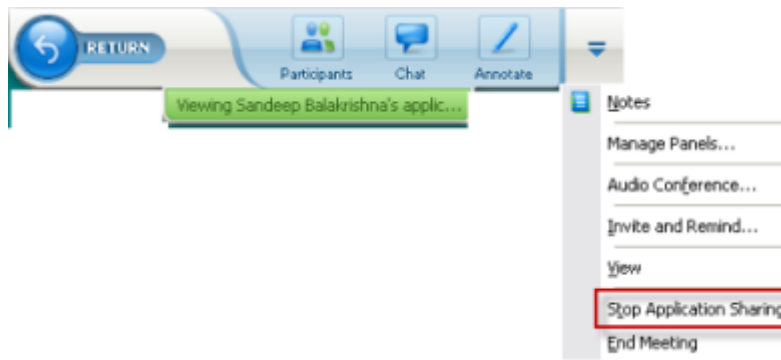 RETURN
Participants Chat Annotate
Viewing Sandeep Balakrishna's applic...
Notes
Manage Panels...
Audio Conference...
Invite and Remind...
View
Stop Application Sharing
End Meeting